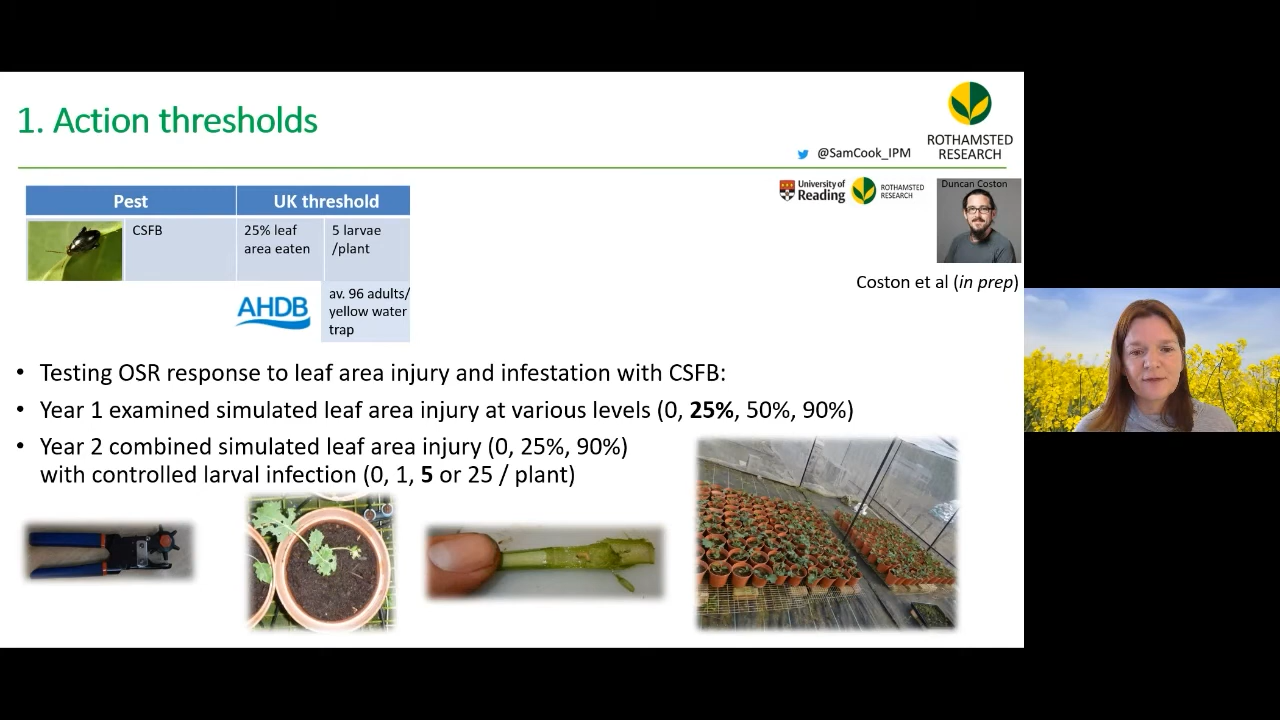 1. Action thresholds
@SamCook_IPM
ROTHAMSTED
RESEARCH
University of
Reading
ROTHAMSTED
RESEARCH
Duncan Coston
Coston et al (in prep)
Pest
UK threshold
CSFB
25% leaf
area eaten
5 larvae
/plant
AHDB
av. 96 adults/
yellow water
trap
• Testing OSR response to leaf area injury and infestation with CSFB:
• Year 1 examined simulated leaf area injury at various levels (0, 25%, 50%, 90%)
• Year 2 combined simulated leaf area injury (0, 25%, 90%)
with controlled larval infection (0, 1, 5 or 25 / plant)